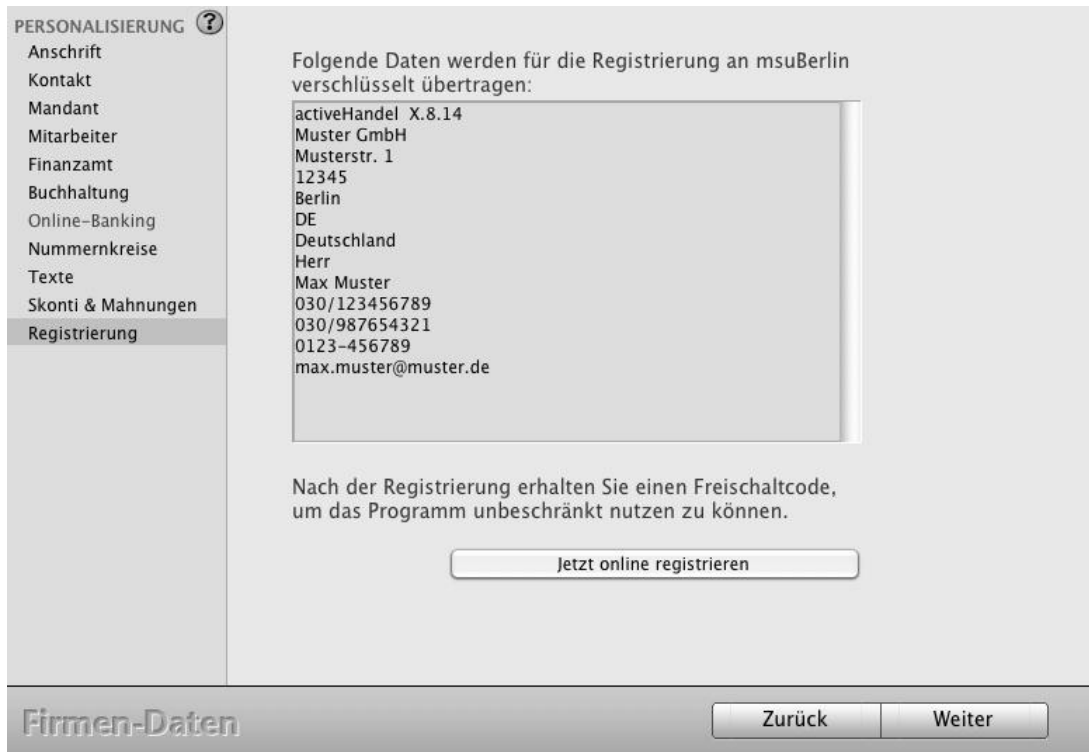 PERSONALISIERUNG ?
Anschrift
Kontakt
Mandant
Mitarbeiter
Finanzamt
Buchhaltung
Online-Banking
Nummernkreise
Texte
Skonti & Mahnungen
Registrierung
Folgende Daten werden für die Registrierung an msuBerlin
verschlüsselt übertragen:
activeHandel X.8.14
Muster GmbH
Musterstr. 1
12345
Berlin
DE
Deutschland
Herr
Max Muster
030/123456789
030/987654321
0123-456789
max.muster@muster.de
Nach der Registrierung erhalten Sie einen Freischaltcode,
um das Programm unbeschränkt nutzen zu können.
Jetzt online registrieren
Firmen-Daten
Zurück
Weiter